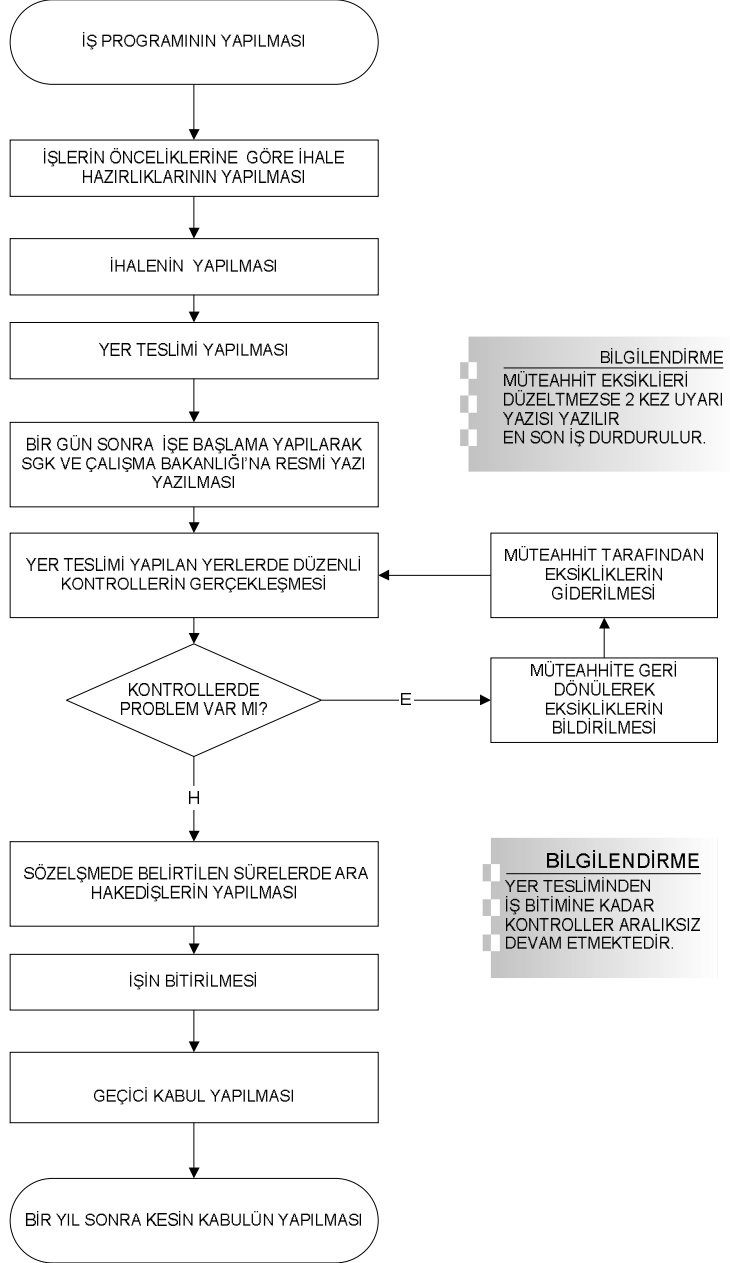 İŞ PROGRAMININ YAPILMASI
İŞLERİN ÖNCELİKLERİNE GÖRE İHALE
HAZIRLIKLARININ YAPILMASI
İHALENİN YAPILMASI
YER TESLİMİ YAPILMASI
BİLGİLENDİRME
MÜTEAHHİT EKSİKLİERİ
DÜZELTMEZSE 2 KEZ UYARI
YAZISI YAZILIR
EN SON İŞ DURDURULUR.
BİR GÜN SONRA İŞE BAŞLAMA YAPILARAK
SGK VE ÇALIŞMA BAKANLIĞI'NA RESMİ YAZI
YAZILMASI
YER TESLİMİ YAPILAN YERLERDE DÜZENLİ
KONTROLLERİN GERÇEKLEŞMESİ
MÜTEAHHİT TARAFINDAN
EKSİKLİKLERİN
GİDERİLMESİ
KONTROLLERDE
PROBLEM VAR MI?
E
MÜTEAHHİTE GERİ
DÖNÜLEREK
EKSİKLİKLERİN
BİLDİRİLMESİ
H
SÖZELŞMEDE BELİRTİLEN SÜRELERDE ARA
HAKEDİŞLERİN YAPILMASI
BİLGİLENDİRME
YER TESLİMİNDEN
İŞ BİTİMİNE KADAR
KONTROLLER ARALIKSIZ
DEVAM ETMEKTEDİR.
İŞİN BİTİRİLMESİ
GEÇİCİ KABUL YAPILMASI
BİR YIL SONRA KESİN KABULÜN YAPILMASI